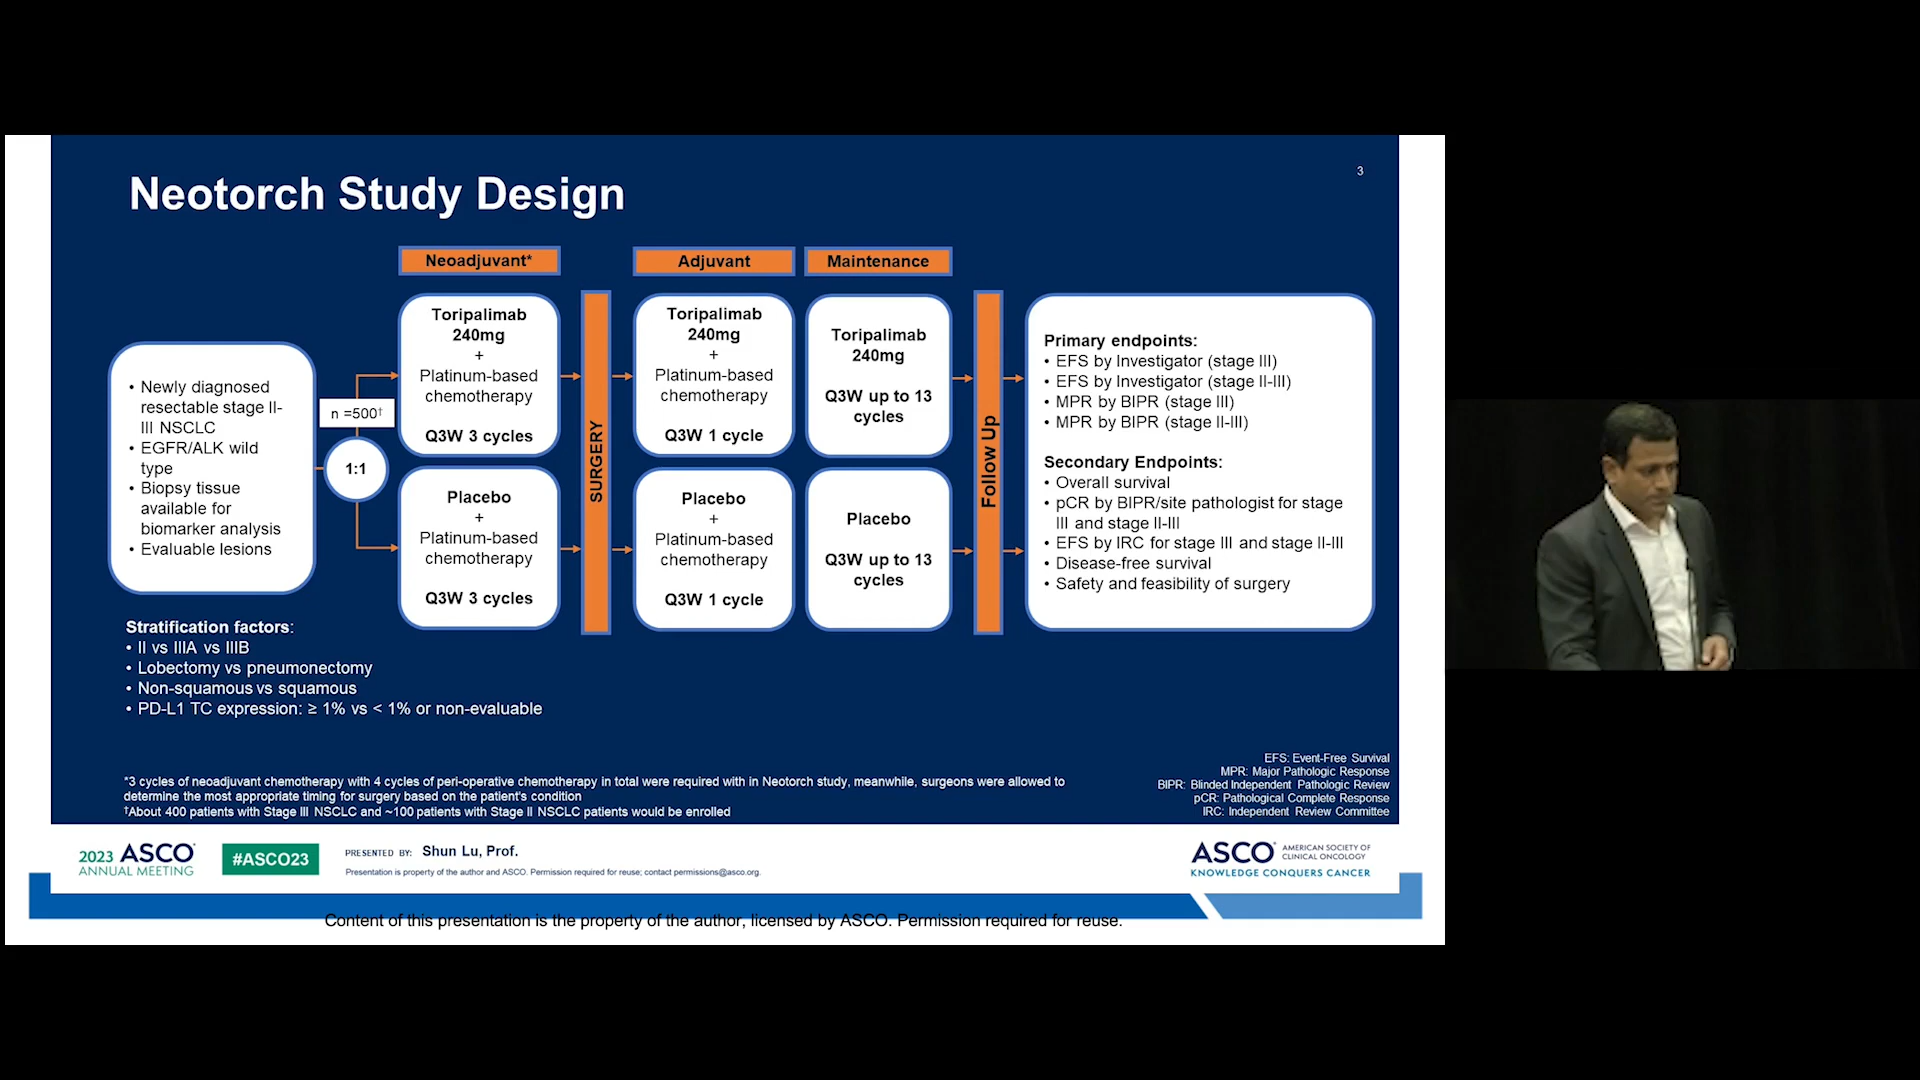 3
Neotorch Study Design
Neoadjuvant*
Adjuvant
Maintenance
• Newly diagnosed
resectable stage II-
III NSCLC
• EGFR/ALK wild
type
• Biopsy tissue
available for
biomarker analysis
• Evaluable lesions
n =500†
1:1
Toripalimab
240mg
+
Platinum-based
chemotherapy
Q3W 3 cycles
Placebo
+
Platinum-based
chemotherapy
Q3W 3 cycles
SURGERY
Toripalimab
240mg
+
Platinum-based
chemotherapy
Q3W 1 cycle
Placebo
+
Platinum-based
chemotherapy
Q3W 1 cycle
Toripalimab
240mg
Q3W up to 13
cycles
Placebo
Q3W up to 13
cycles
Follow Up
Primary endpoints:
• EFS by Investigator (stage III)
• EFS by Investigator (stage II-III)
• MPR by BIPR (stage III)
• MPR by BIPR (stage II-III)
Secondary Endpoints:
• Overall survival
• pCR by BIPR/site pathologist for stage
III and stage II-III
• EFS by IRC for stage III and stage II-III
• Disease-free survival
• Safety and feasibility of surgery
Stratification factors:
• II vs IIIA vs IIIB
• Lobectomy vs pneumonectomy
• Non-squamous vs squamous
• PD-L1 TC expression: ≥ 1% vs < 1% or non-evaluable
*3 cycles of neoadjuvant chemotherapy with 4 cycles of peri-operative chemotherapy in total were required with in Neotorch study, meanwhile, surgeons were allowed to
determine the most appropriate timing for surgery based on the patient's condition
†About 400 patients with Stage III NSCLC and ~100 patients with Stage II NSCLC patients would be enrolled
EFS: Event-Free Survival
MPR: Major Pathologic Response
BIPR: Blinded Independent Pathologic Review
pCR: Pathological Complete Response
IRC: Independent Review Committee
2023 ASCO
ANNUAL MEETING
#ASCO23
PRESENTED BY: Shun Lu, Prof.
Presentation is property of the author and ASCO. Permission required for reuse; contact permissions@asco.org.
ASCO AMERICAN SOCIETY OF
CLINICAL ONCOLOGY
KNOWLEDGE CONQUERS CANCER
Content of this presentation is the property of the author, licensed by ASCO. Permission required for reuse.